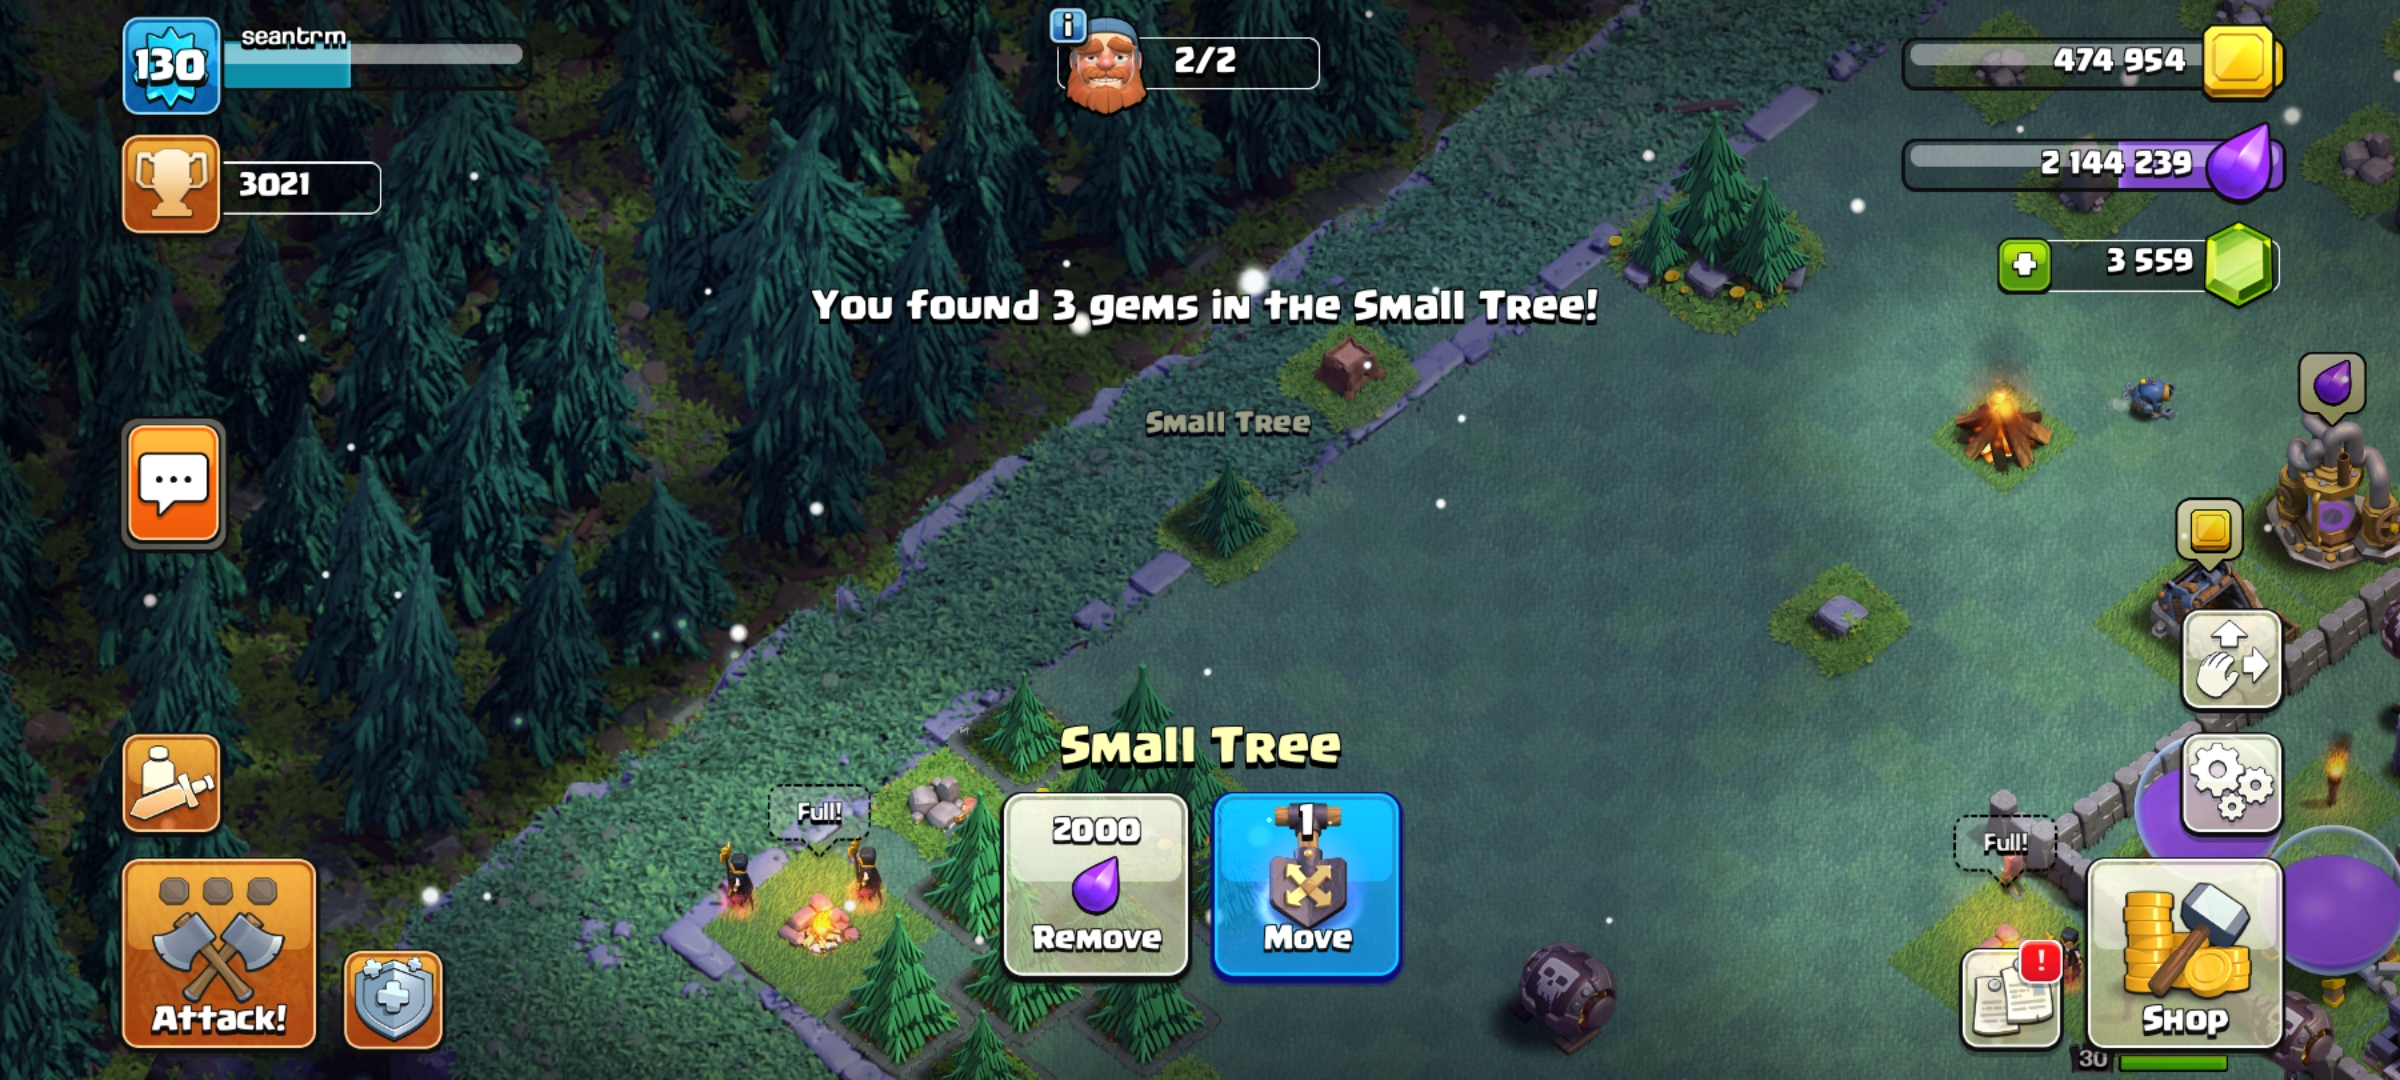 130
seantrm
i
2/2
474 954
3021
2 144 239
3 559
You found 3 gems in the Small Tree!
Small Tree
Small Tree
Full!
2000
1
Full!
Remove
Move
!
Attack!
Shop
30